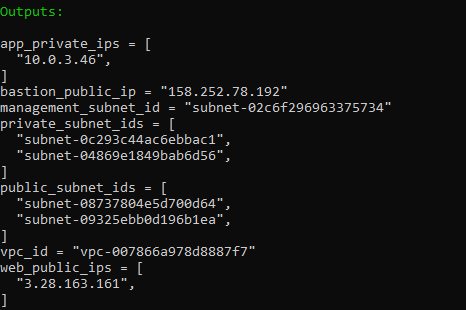 Outputs:
app_private_ips = [
"10.0.3.46",
]
bastion_public_ip = "158.252.78.192"
management_subnet_id = "subnet-02c6f296963375734"
private_subnet_ids = [
"subnet-0c293c44ac6ebbac1",
"subnet-04869e1849bab6d56",
]
public_subnet_ids = [
"subnet-08737804e5d700d64",
"subnet-09325ebb0d196b1ea",
]
vpc_id = "vpc-007866a978d8887f7"
web_public_ips = [
"3.28.163.161",
]